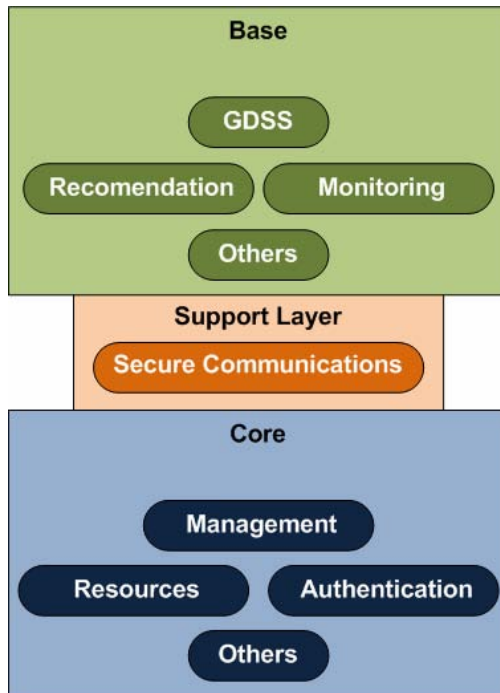 Base
GDSS
Recomendation
Monitoring
Others
Support Layer
Secure Communications
Core
Management
Resources
Authentication
Others